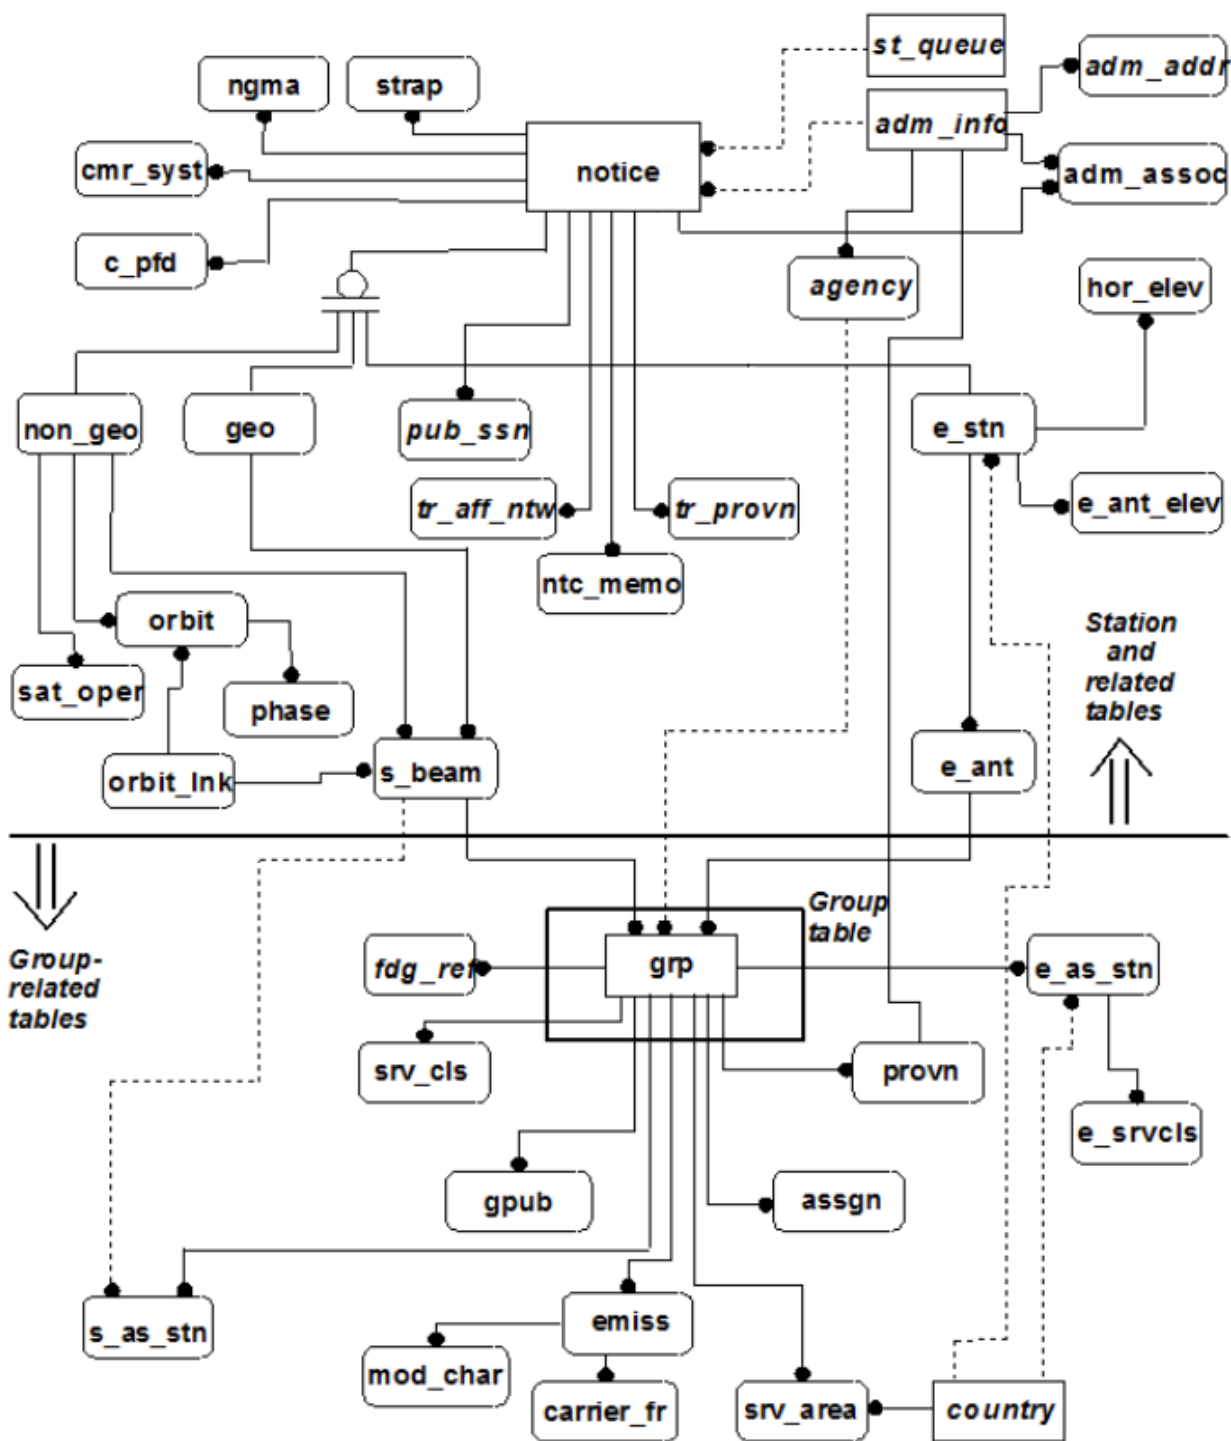 st_queue
adm_addr
ngma
strap
adm_info
cmr_syst
notice
adm_assoc
c_pfd
agency
hor_elev
non_geo
geo
pub_ssn
e_stn
tr_aff_ntw
tr_provn
e_ant_elev
ntc_memo
orbit
Station
and
related
tables
sat_oper
phase
orbit_lnk
s_beam
e_ant
Group
table
Group-
related
tables
fdg_ref
grp
e_as_stn
srv_cls
provn
e_srvcls
gpub
assgn
s_as_stn
emiss
mod_char
carrier_fr
srv_area
country